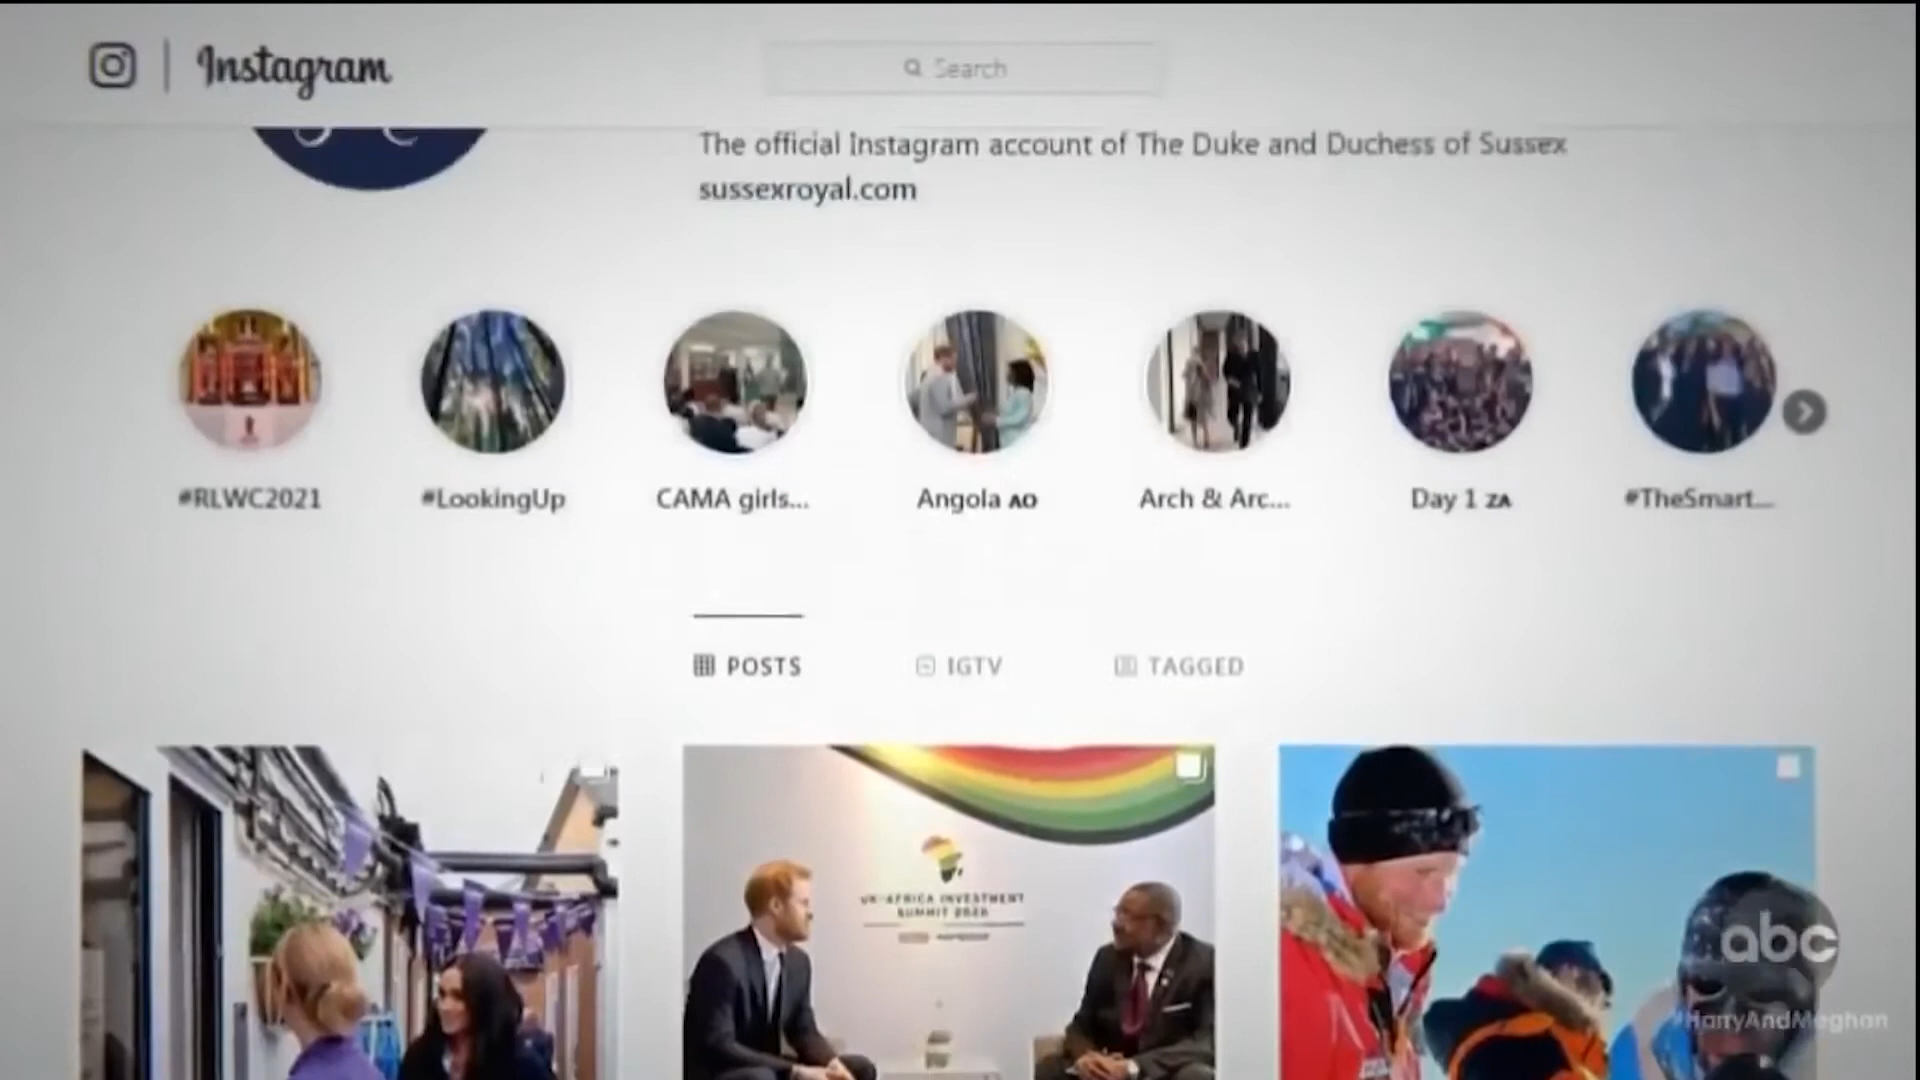 Instagram
Search
The official Instagram account of The Duke and Duchess of Sussex
sussexroyal.com
#RLWC2021
#LookingUp
CAMA girls...
Angola AO
Arch & Arc...
Day 1 ZA
#TheSmart...
POSTS
IGTV
TAGGED
UK-AFRICA INVESTMENT
SUMMIT 2020
abc
#HarryAndMeghan